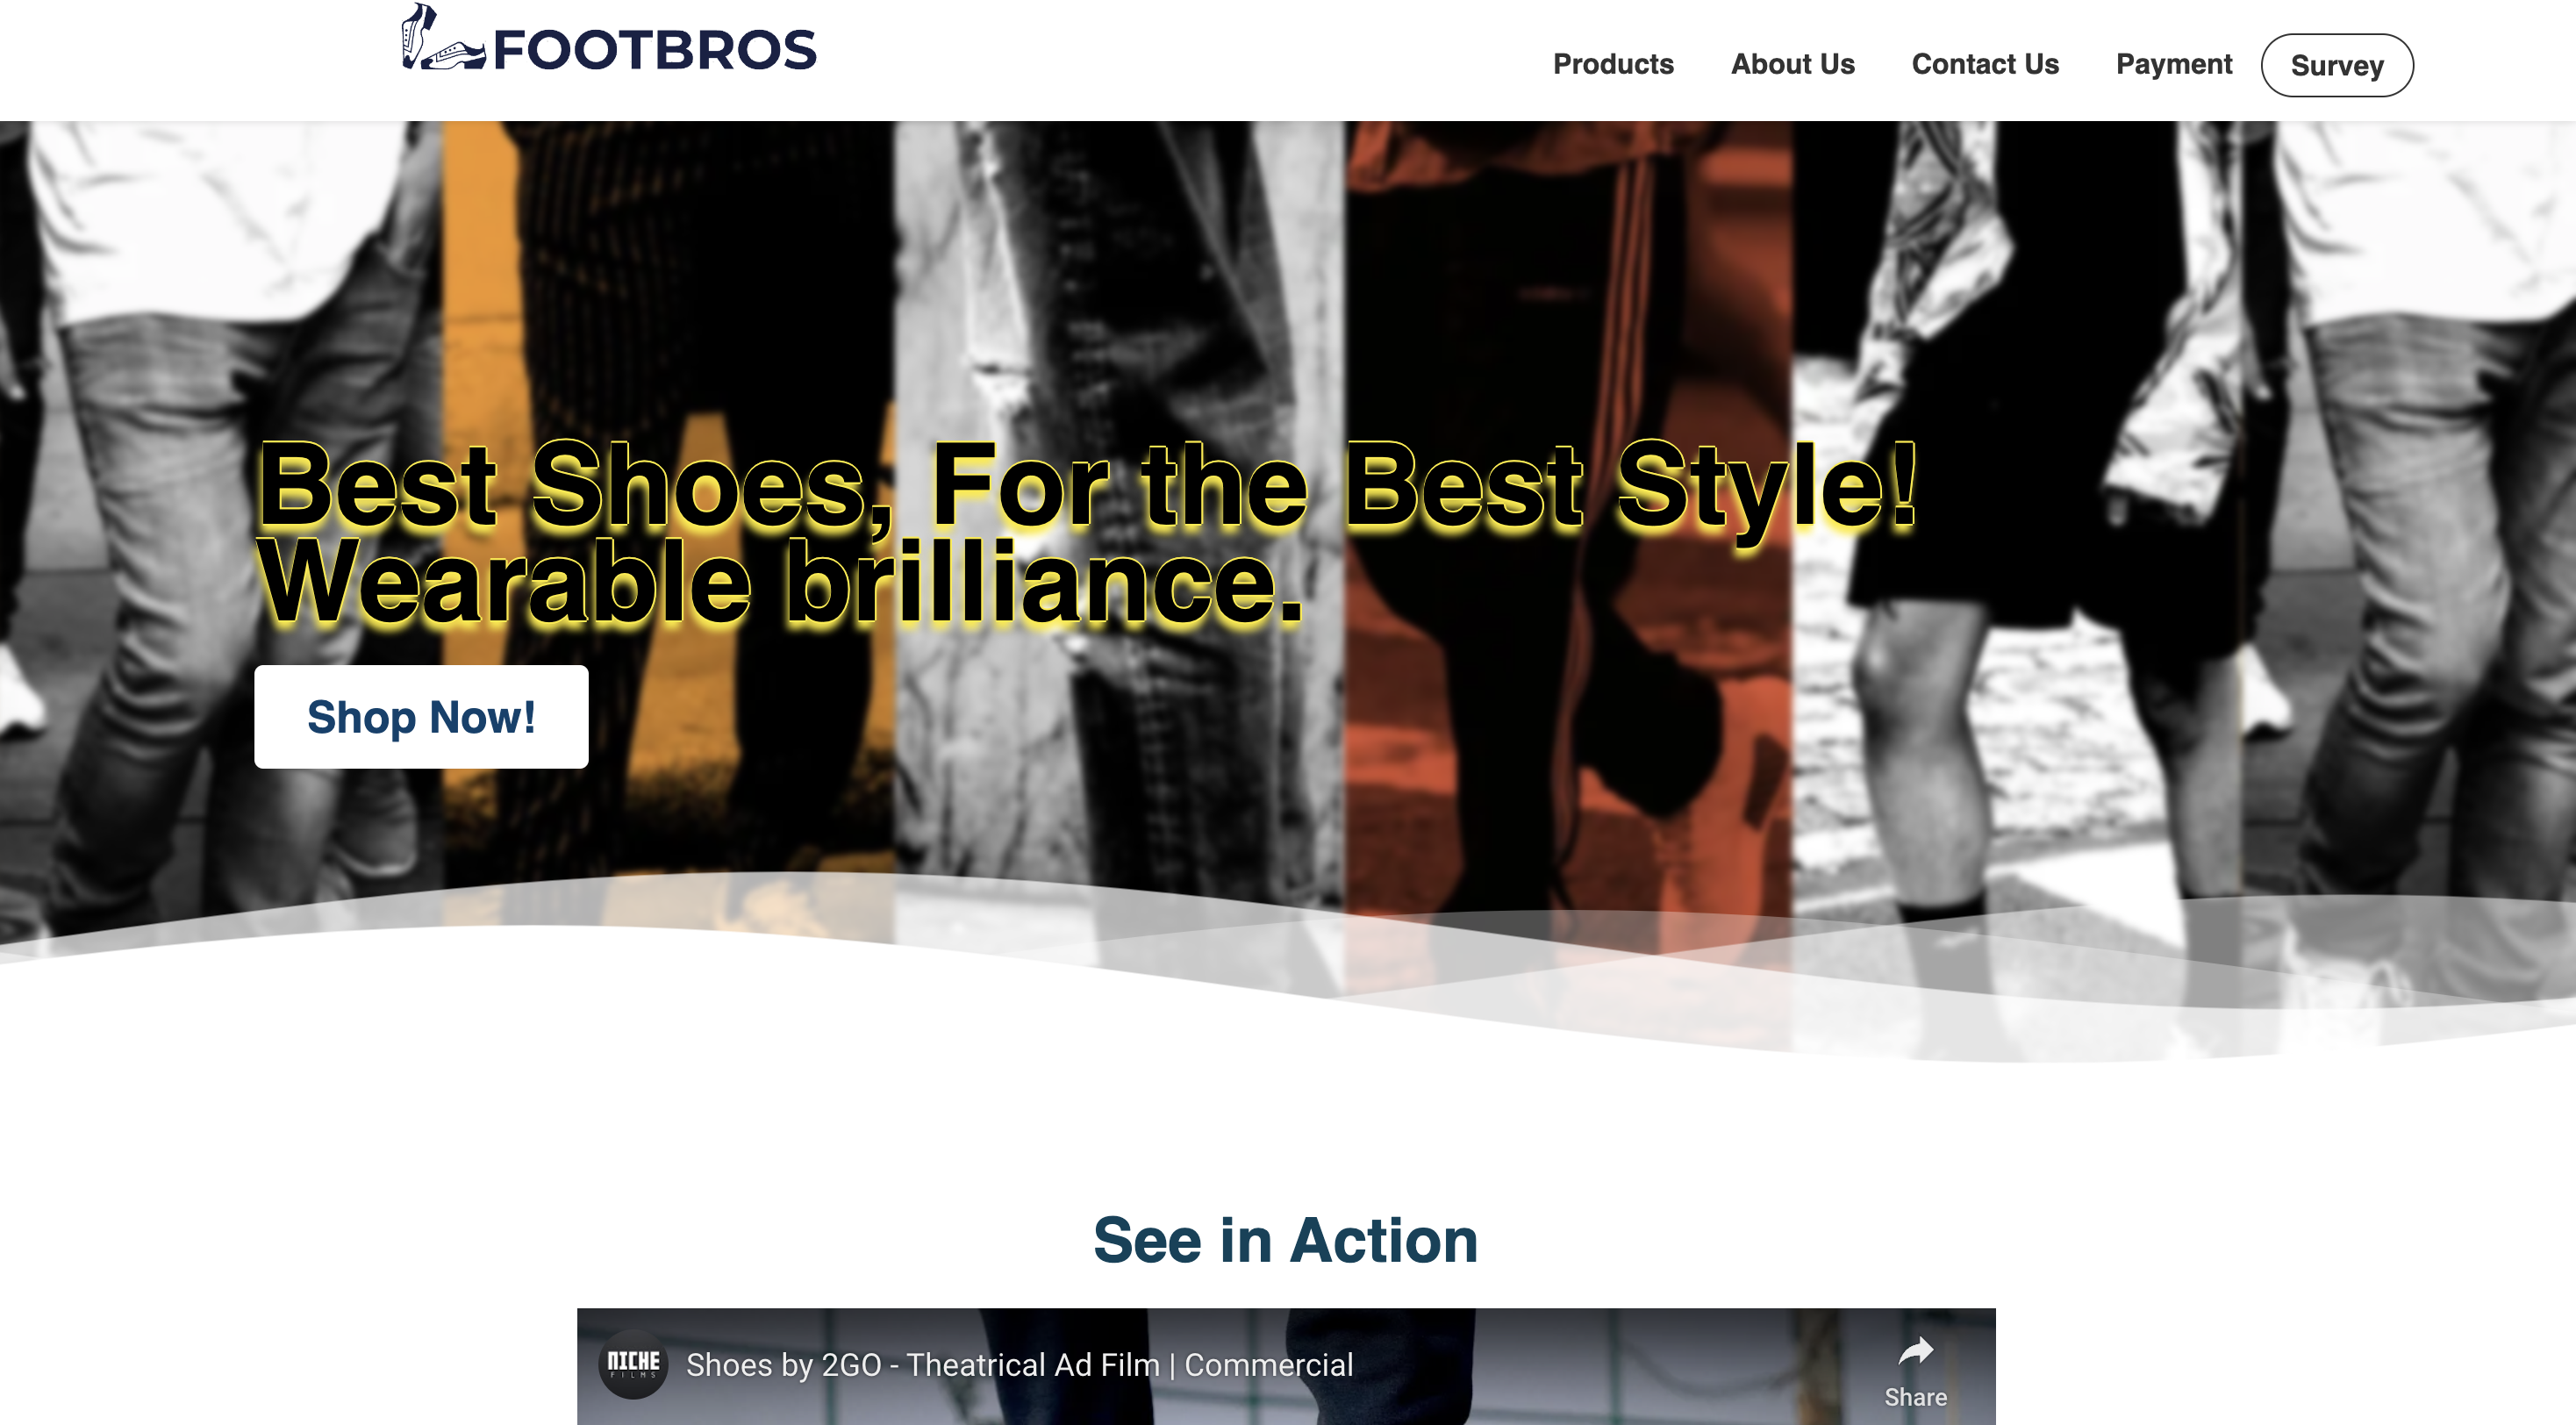 FOOTBROS
Products About Us Contact Us Payment Survey
Best Shoes, For the Best Style!
Wearable brilliance.
Shop Now!
See in Action
NICHE
FILMS
Shoes by 2GO - Theatrical Ad Film | Commercial
Share